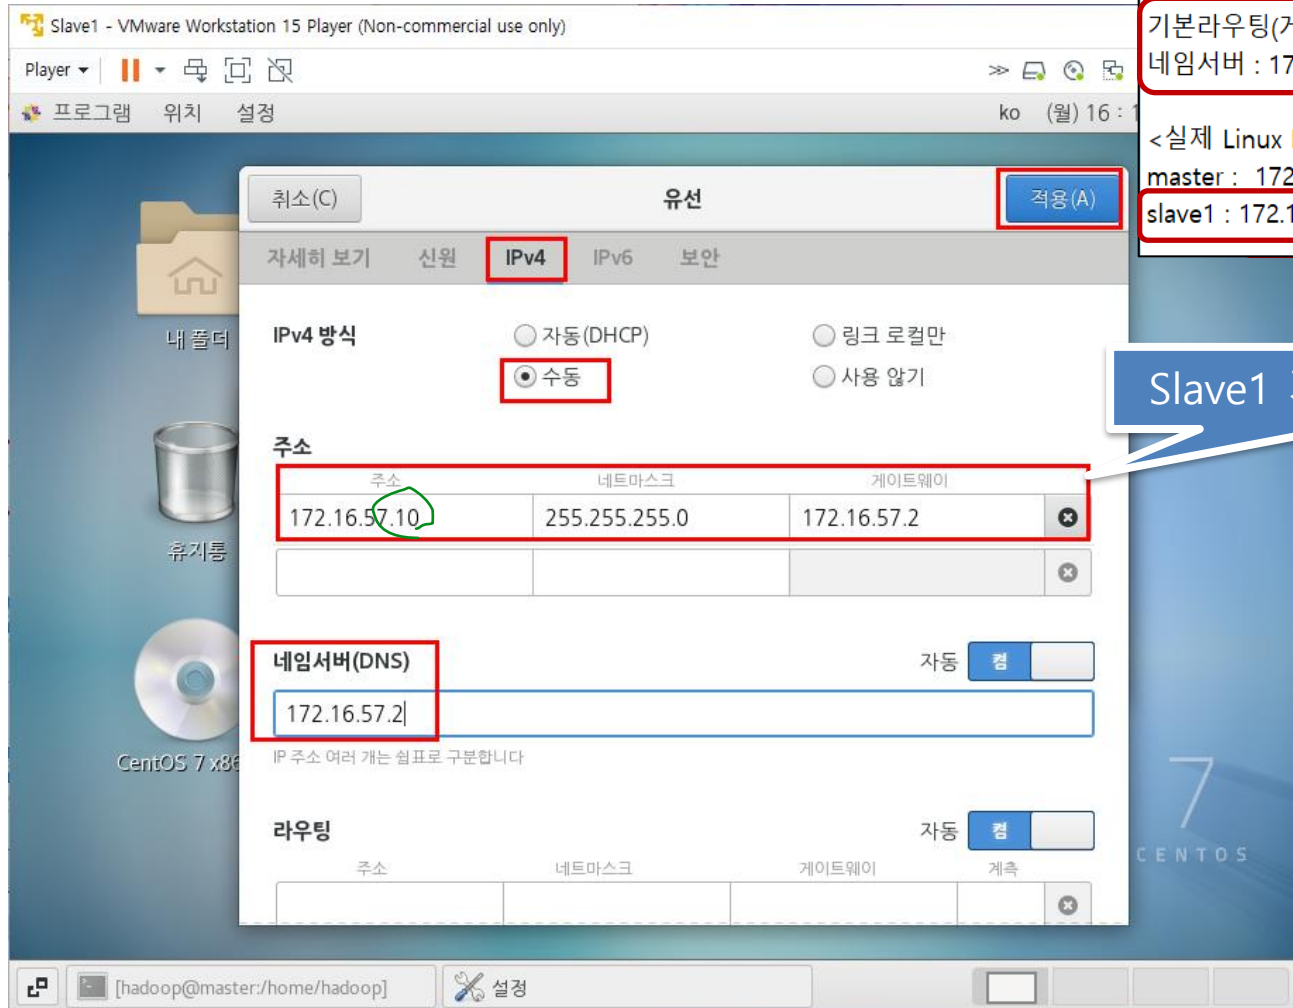 Slave1 - VMware Workstation 15 Player (Non-commercial use only)
Player
프로그램 위치 설정 ko (월) 16 :
기본라우팅(
네임서버 : 17
<실제 Linux
master : 172
slave1 : 172.1
취소(C) 유선 적용(A)
자세히 보기 신원 IPv4 IPv6 보안
내 폴더
IPv4 방식 자동(DHCP) 링크 로컬만
수동 사용 않기
Slave1
주소
주소 네트마스크 게이트웨이
172.16.57.10 255.255.255.0 172.16.57.2
휴지통
네임서버(DNS) 자동 켬
172.16.57.2
IP 주소 여러 개는 쉼표로 구분합니다
CentOS 7 x86
라우팅 자동 켬
주소 네트마스크 게이트웨이 계측
7
CENTOS
[hadoop@master:/home/hadoop] 설정